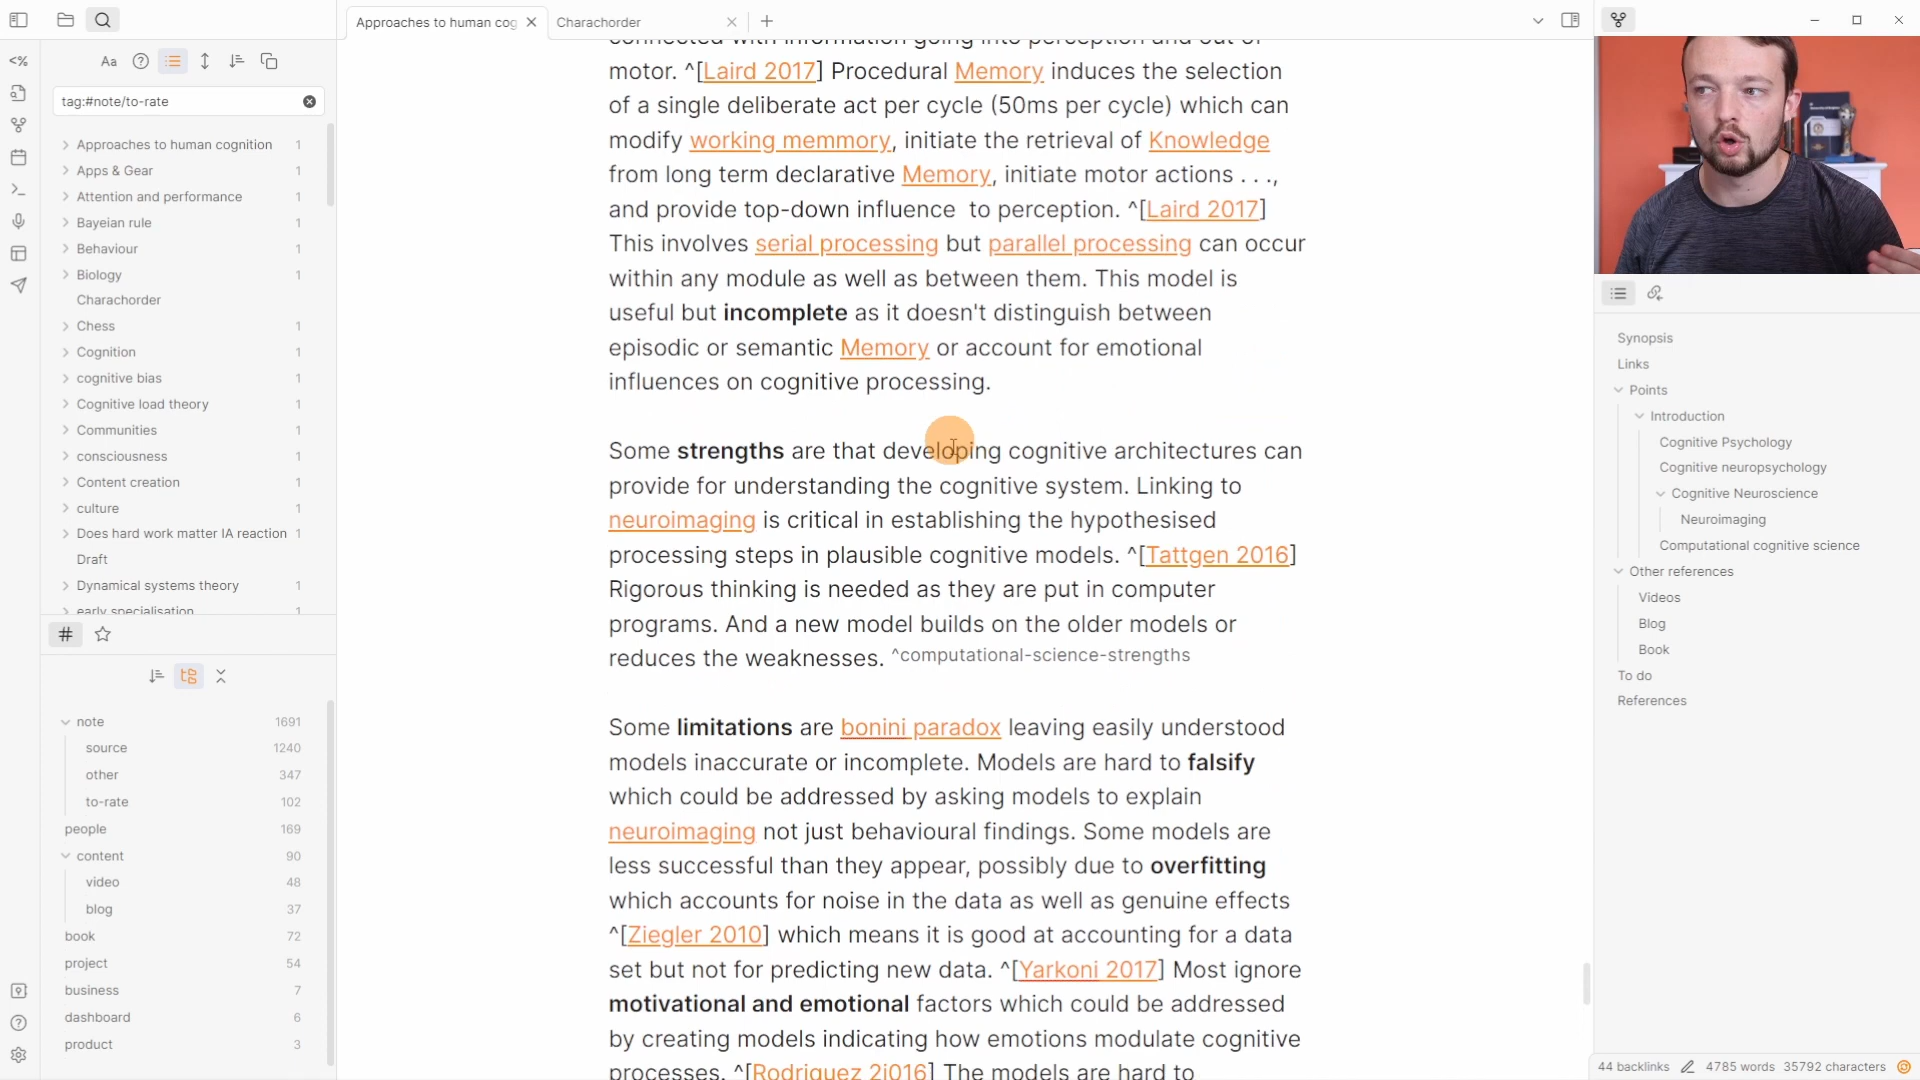 Approaches to human cog
Charachorder
<%
Aa
tag:#note/to-rate
Approaches to human cognition 1
Apps & Gear 1
Attention and performance 1
Bayeian rule 1
Behaviour 1
Biology 1
Charachorder
Chess 1
Cognition 1
cognitive bias 1
Cognitive load theory 1
Communities 1
consciousness 1
Content creation 1
culture 1
Does hard work matter IA reaction 1
Draft
Dynamical systems theory 1
early specialisation 1
#
note 1691
source 1240
other 347
to-rate 102
people 169
content 90
video 48
blog 37
book 72
project 54
business 7
dashboard 6
product 3
connected with information going into perception and out of
motor. ^[Laird 2017] Procedural Memory induces the selection
of a single deliberate act per cycle (50ms per cycle) which can
modify working memmory, initiate the retrieval of Knowledge
from long term declarative Memory, initiate motor actions . . .,
and provide top-down influence  to perception. ^[Laird 2017]
This involves serial processing but parallel processing can occur
within any module as well as between them. This model is
useful but incomplete as it doesn't distinguish between
episodic or semantic Memory or account for emotional
influences on cognitive processing.
Some strengths are that developing cognitive architectures can
provide for understanding the cognitive system. Linking to
neuroimaging is critical in establishing the hypothesised
processing steps in plausible cognitive models. ^[Tattgen 2016]
Rigorous thinking is needed as they are put in computer
programs. And a new model builds on the older models or
reduces the weaknesses. ^computational-science-strengths
Some limitations are bonini paradox leaving easily understood
models inaccurate or incomplete. Models are hard to falsify
which could be addressed by asking models to explain
neuroimaging not just behavioural findings. Some models are
less successful than they appear, possibly due to overfitting
which accounts for noise in the data as well as genuine effects
^[Ziegler 2010] which means it is good at accounting for a data
set but not for predicting new data. ^[Yarkoni 2017] Most ignore
motivational and emotional factors which could be addressed
by creating models indicating how emotions modulate cognitive
processes. ^[Rodriguez 2i016] The models are hard to
Synopsis
Links
Points
Introduction
Cognitive Psychology
Cognitive neuropsychology
Cognitive Neuroscience
Neuroimaging
Computational cognitive science
Other references
Videos
Blog
Book
To do
References
44 backlinks 4785 words 35792 characters